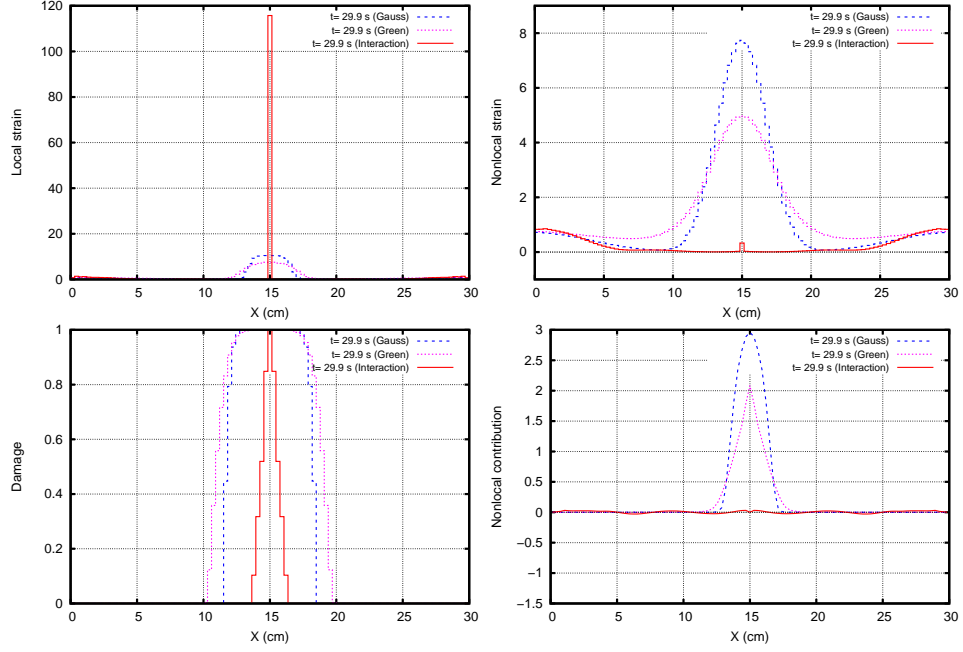 Local strain
120
100
80
60
40
20
0
0
5
10
15
20
25
30
X (cm)
t= 29.9 s (Gauss)
t= 29.9 s (Green)
t= 29.9 s (Interaction)
Nonlocal strain
8
6
4
2
0
0
5
10
15
20
25
30
X (cm)
t= 29.9 s (Gauss)
t= 29.9 s (Green)
t= 29.9 s (Interaction)
Damage
1
0.8
0.6
0.4
0.2
0
0
5
10
15
20
25
30
X (cm)
t= 29.9 s (Gauss)
t= 29.9 s (Green)
t= 29.9 s (Interaction)
Nonlocal contribution
3
2.5
2
1.5
1
0.5
0
−0.5
−1
−1.5
0
5
10
15
20
25
30
X (cm)
t= 29.9 s (Gauss)
t= 29.9 s (Green)
t= 29.9 s (Interaction)